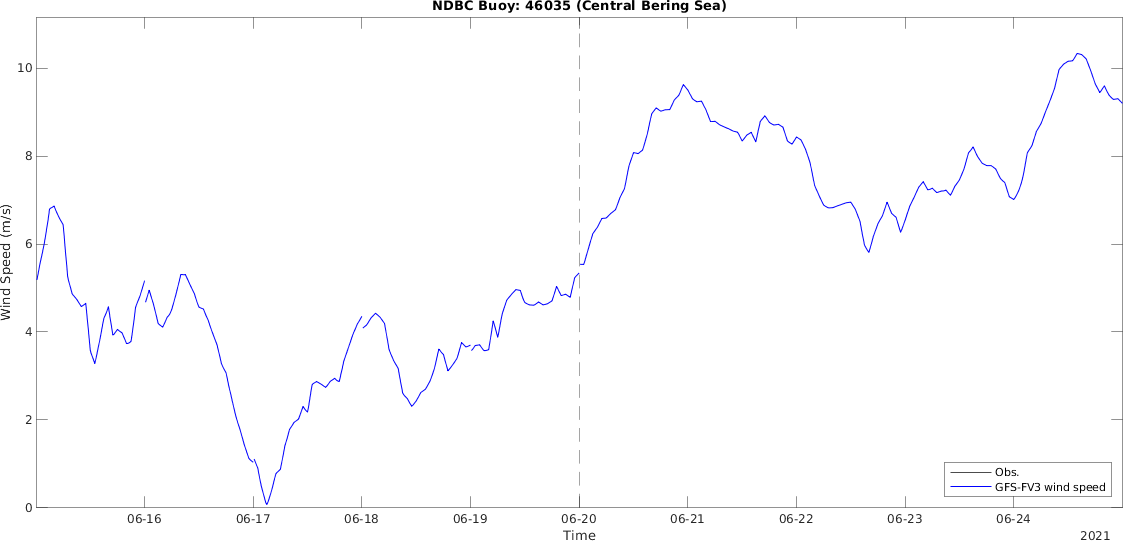 NDBC Buoy: 46035 (Central Bering Sea)
10
8
6
4
2
0
Wind Speed (m/s)
Obs.
GFS-FV3 wind speed
06-16 06-17 06-18 06-19 06-20 06-21 06-22 06-23 06-24
Time
2021